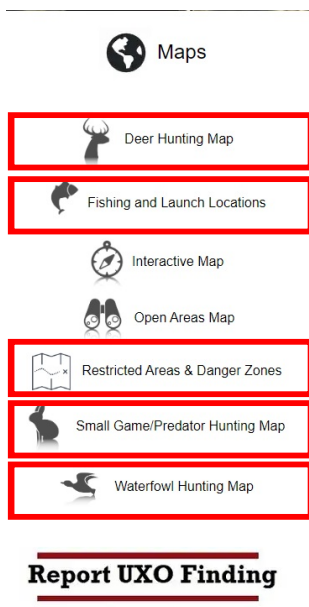 Maps
Deer Hunting Map
Fishing and Launch Locations
Interactive Map
Open Areas Map
Restricted Areas & Danger Zones
Small Game/Predator Hunting Map
Waterfowl Hunting Map
Report UXO Finding